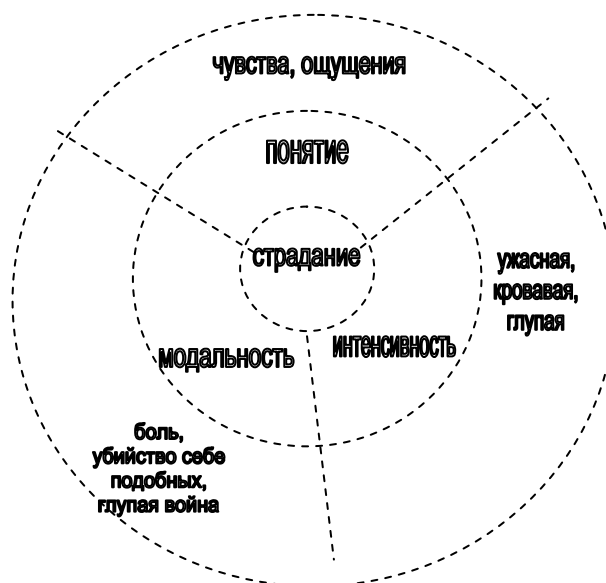 чувства, ощущения
понятие
страдание
ужасная,
кровавая,
глупая
модальность
интенсивность
боль,
убийство себе
подобных,
глупая война